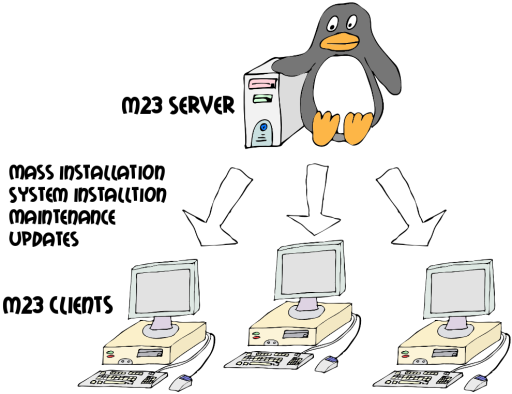 M23 SERVER
MASS INSTALLATION
SYSTEM INSTALLTION
MAINTENANCE
UPDATES
M23 CLIENTS